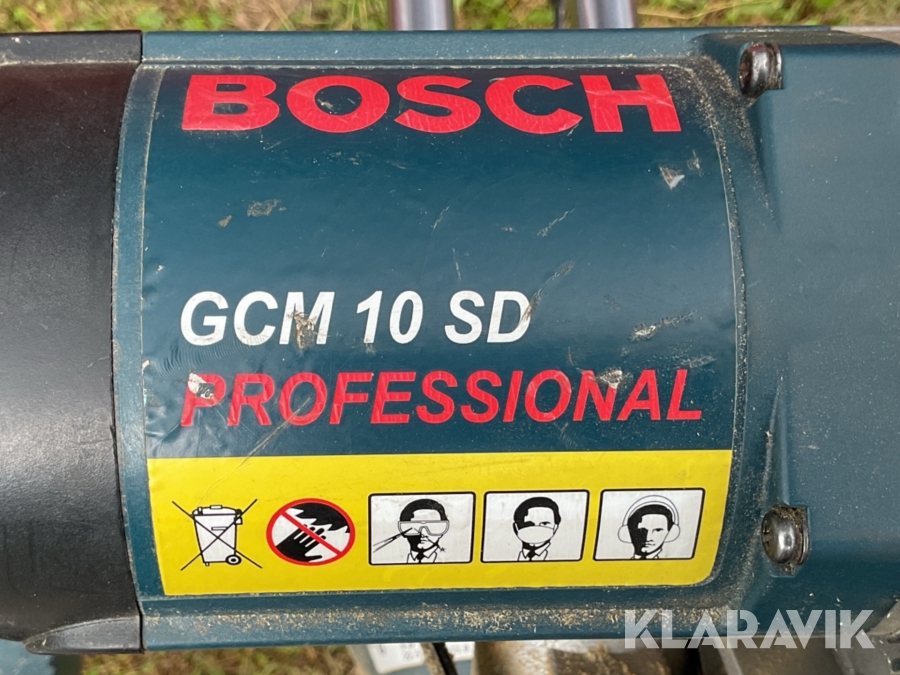 BOSCH
GCM 10 SD
PROFESSIONAL
KLARAVIK